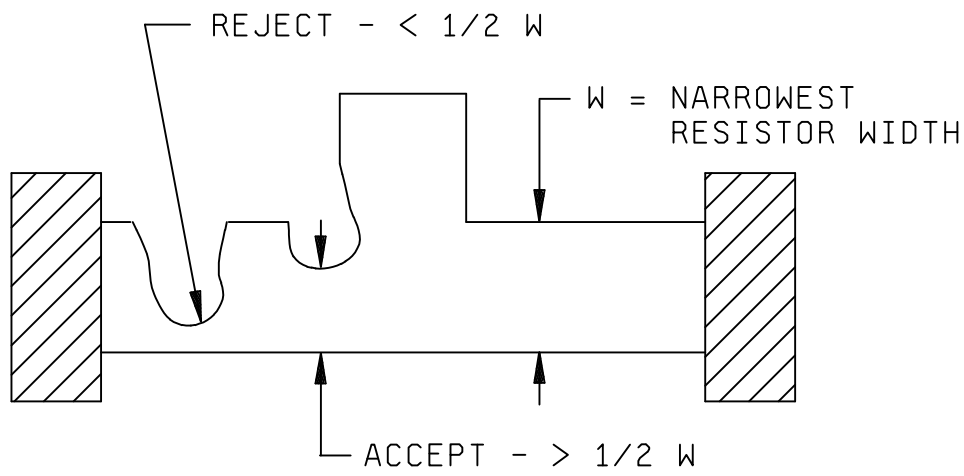 REJECT - < 1/2 W
W = NARROWEST
RESISTOR WIDTH
ACCEPT - > 1/2 W